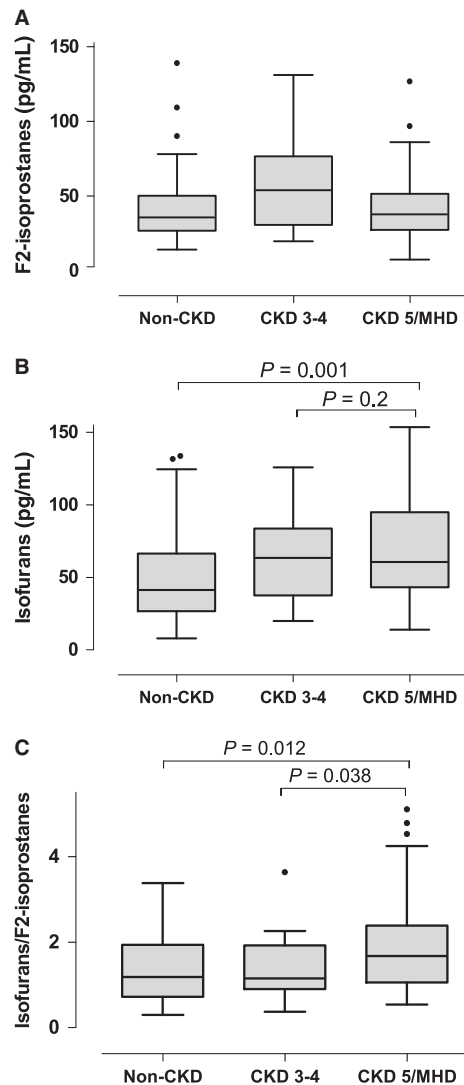 A
F2-isoprostanes (pg/mL)
150
100
50
0
Non-CKD CKD 3-4 CKD 5/MHD
B
P = 0.001
P = 0.2
Isofurans (pg/mL)
150
100
50
0
Non-CKD CKD 3-4 CKD 5/MHD
C
P = 0.012
P = 0.038
Isofurans/F2-isoprostanes
4
2
0
Non-CKD CKD 3-4 CKD 5/MHD